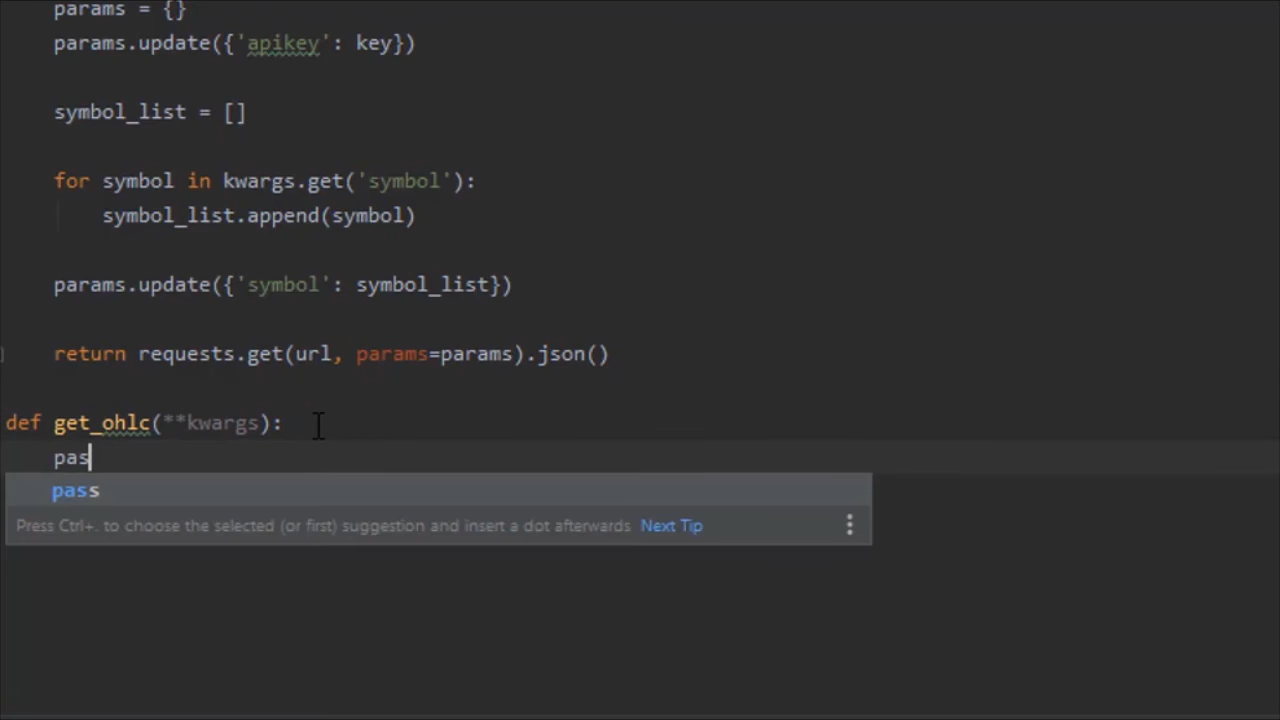 params = {}
params.update({'apikey': key})
symbol_list = []
for symbol in kwargs.get('symbol'):
symbol_list.append(symbol)
params.update({'symbol': symbol_list})
return requests.get(url, params=params).json()
def get_ohlc(**kwargs):
pas
pass
Press Ctrl+. to choose the selected (or first) suggestion and insert a dot afterwards Next Tip